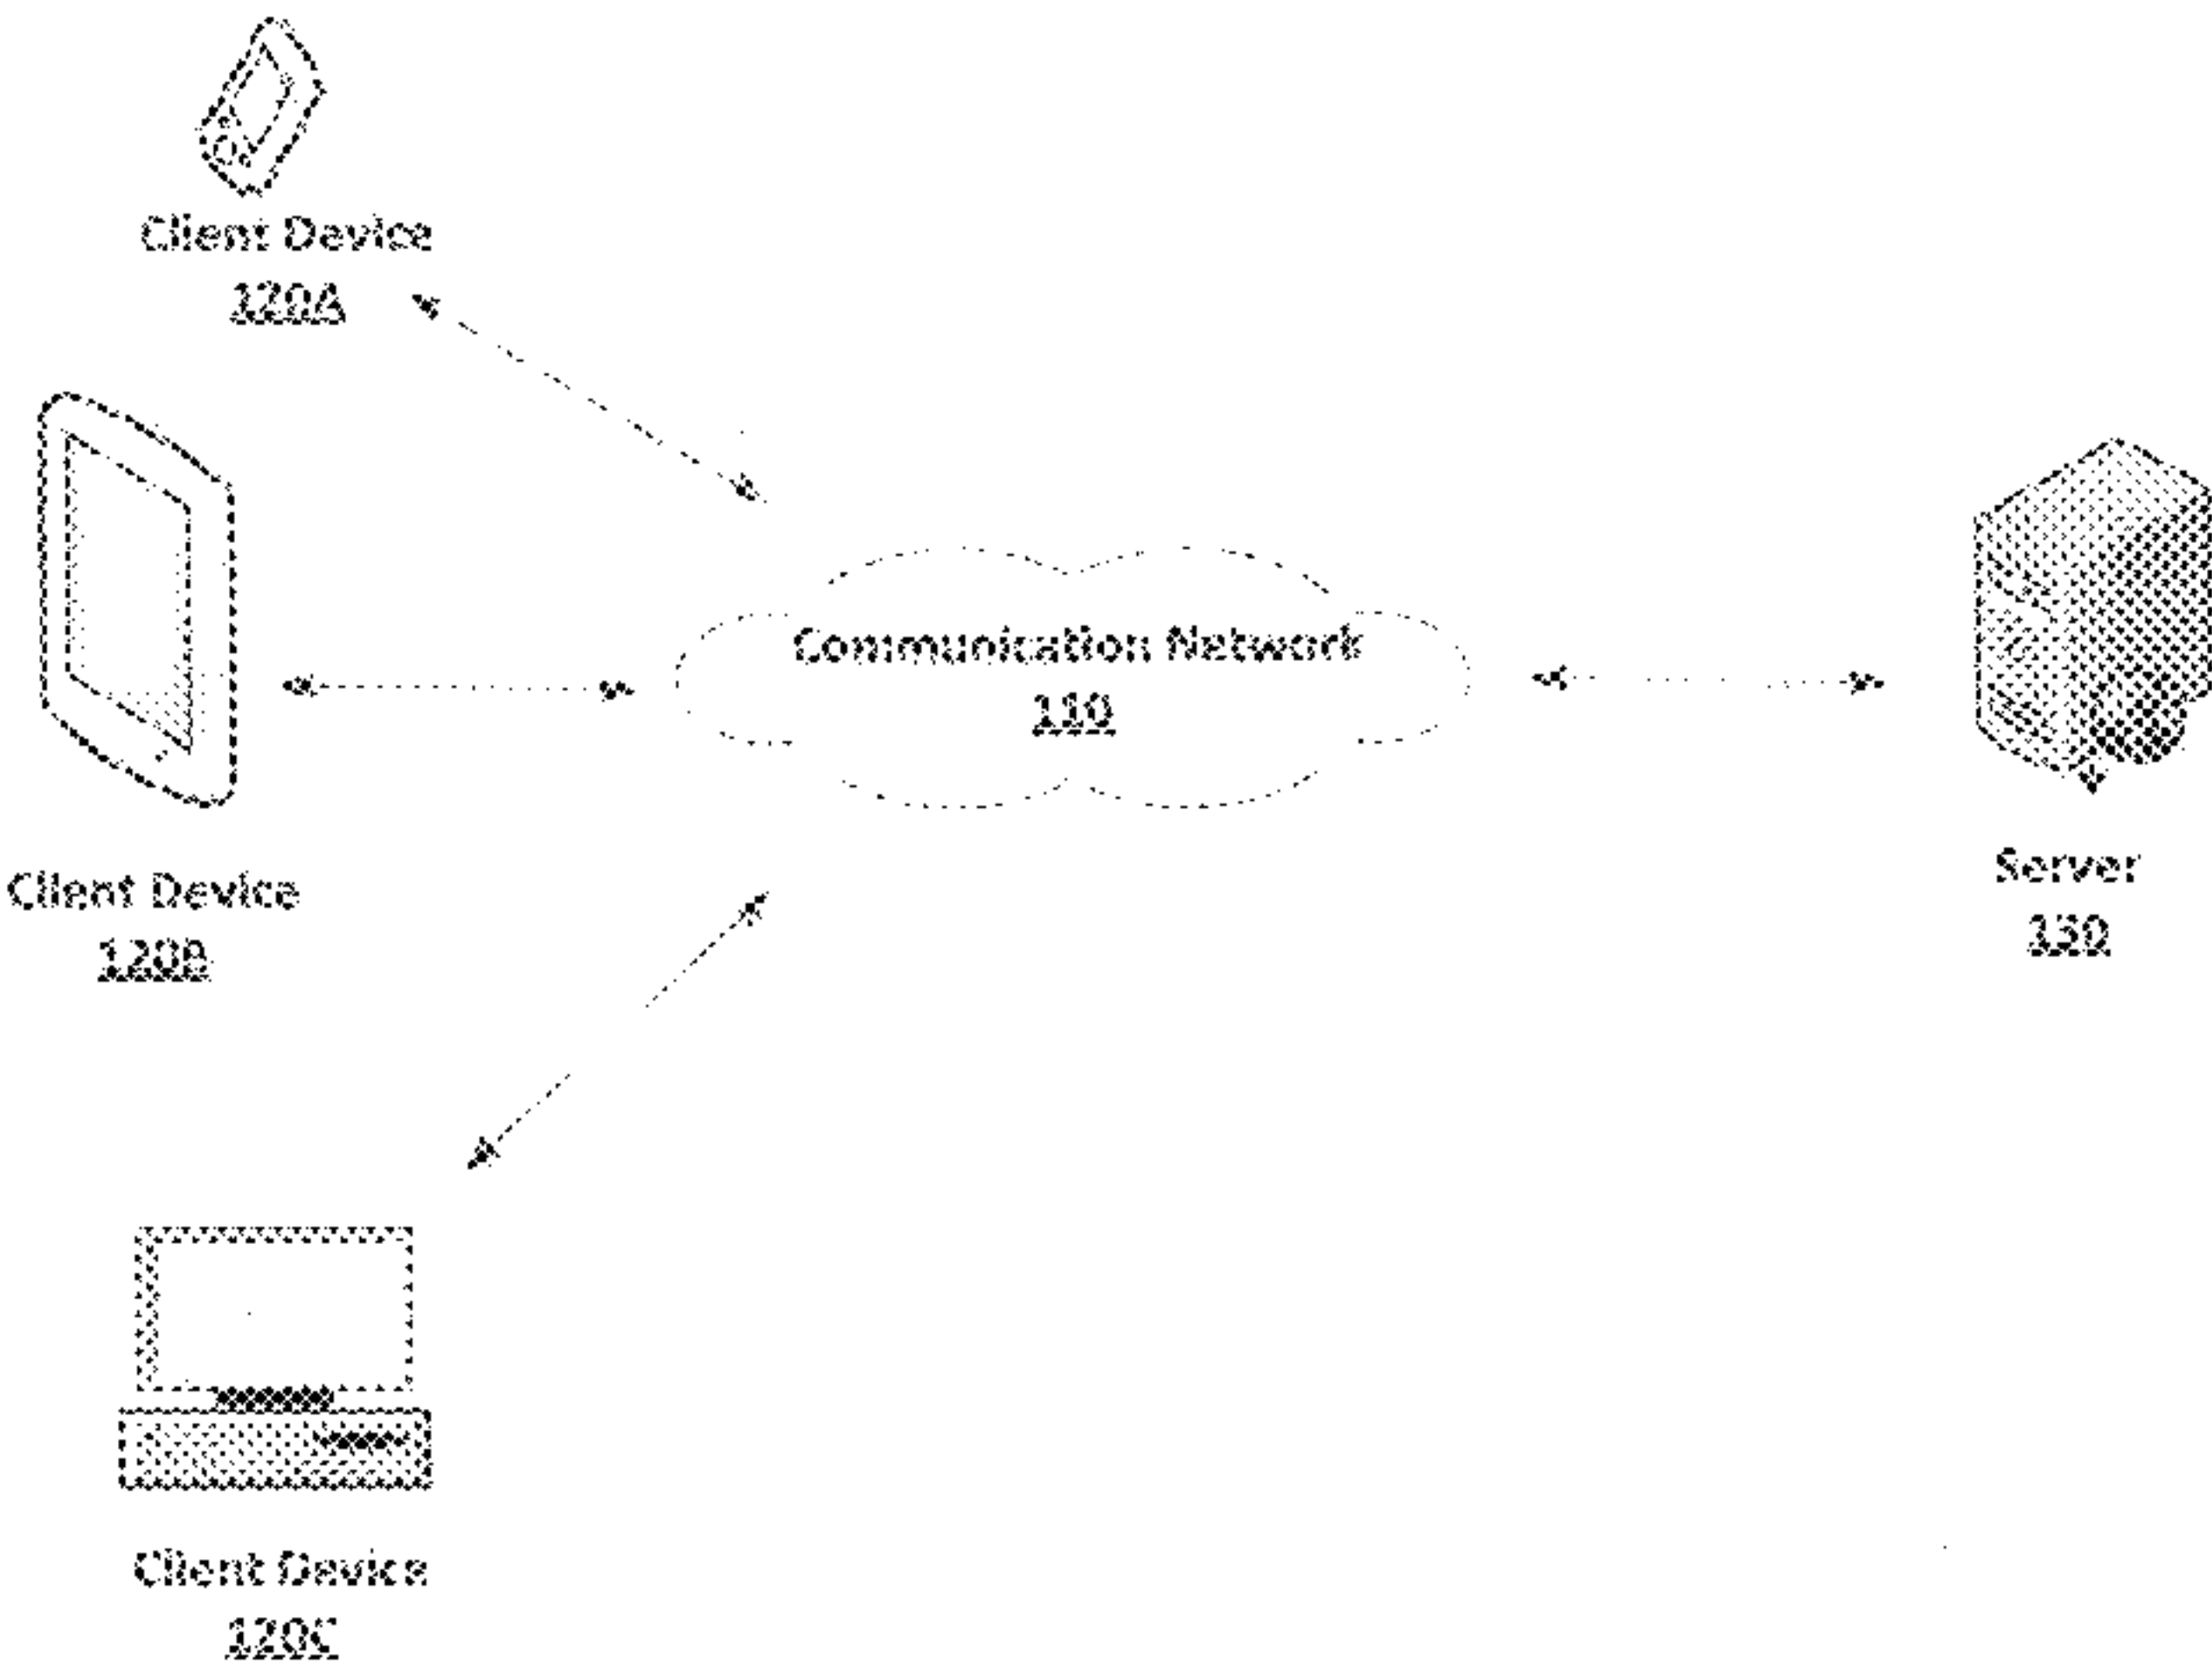 Client Device
120A
Communication Network
110
Client Device
120B
Server
130
Client Device
120C